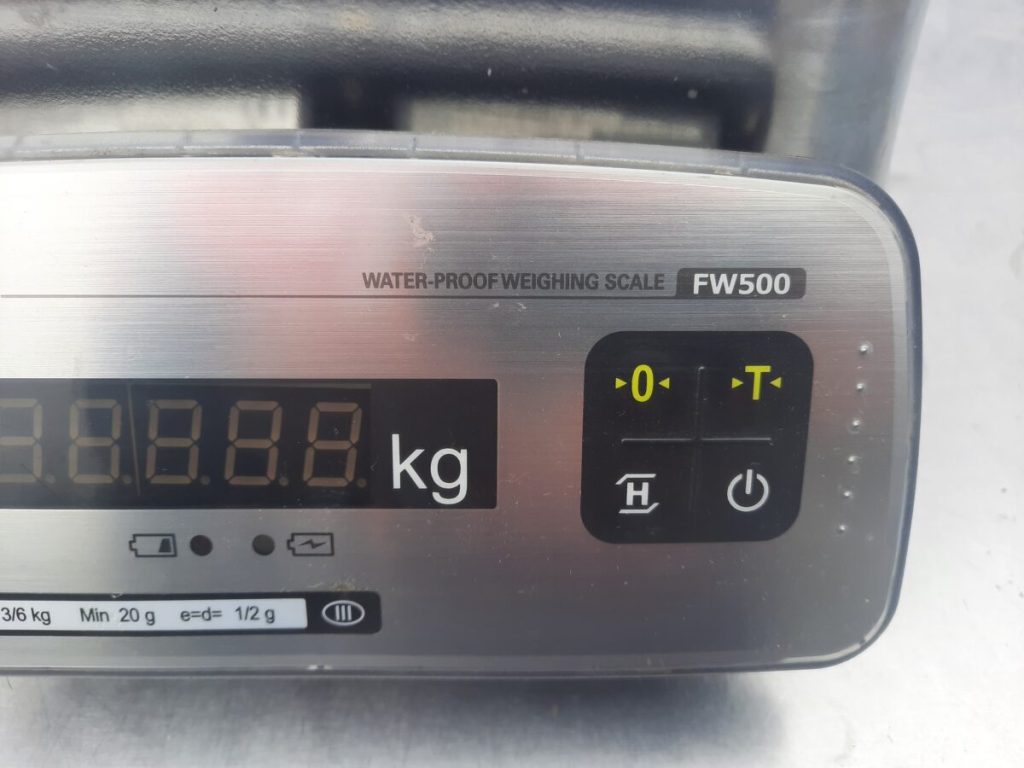 WATER-PROOF WEIGHING SCALE FW500
0 T
kg
H
3/6 kg Min 20 g e=d= 1/2 g III